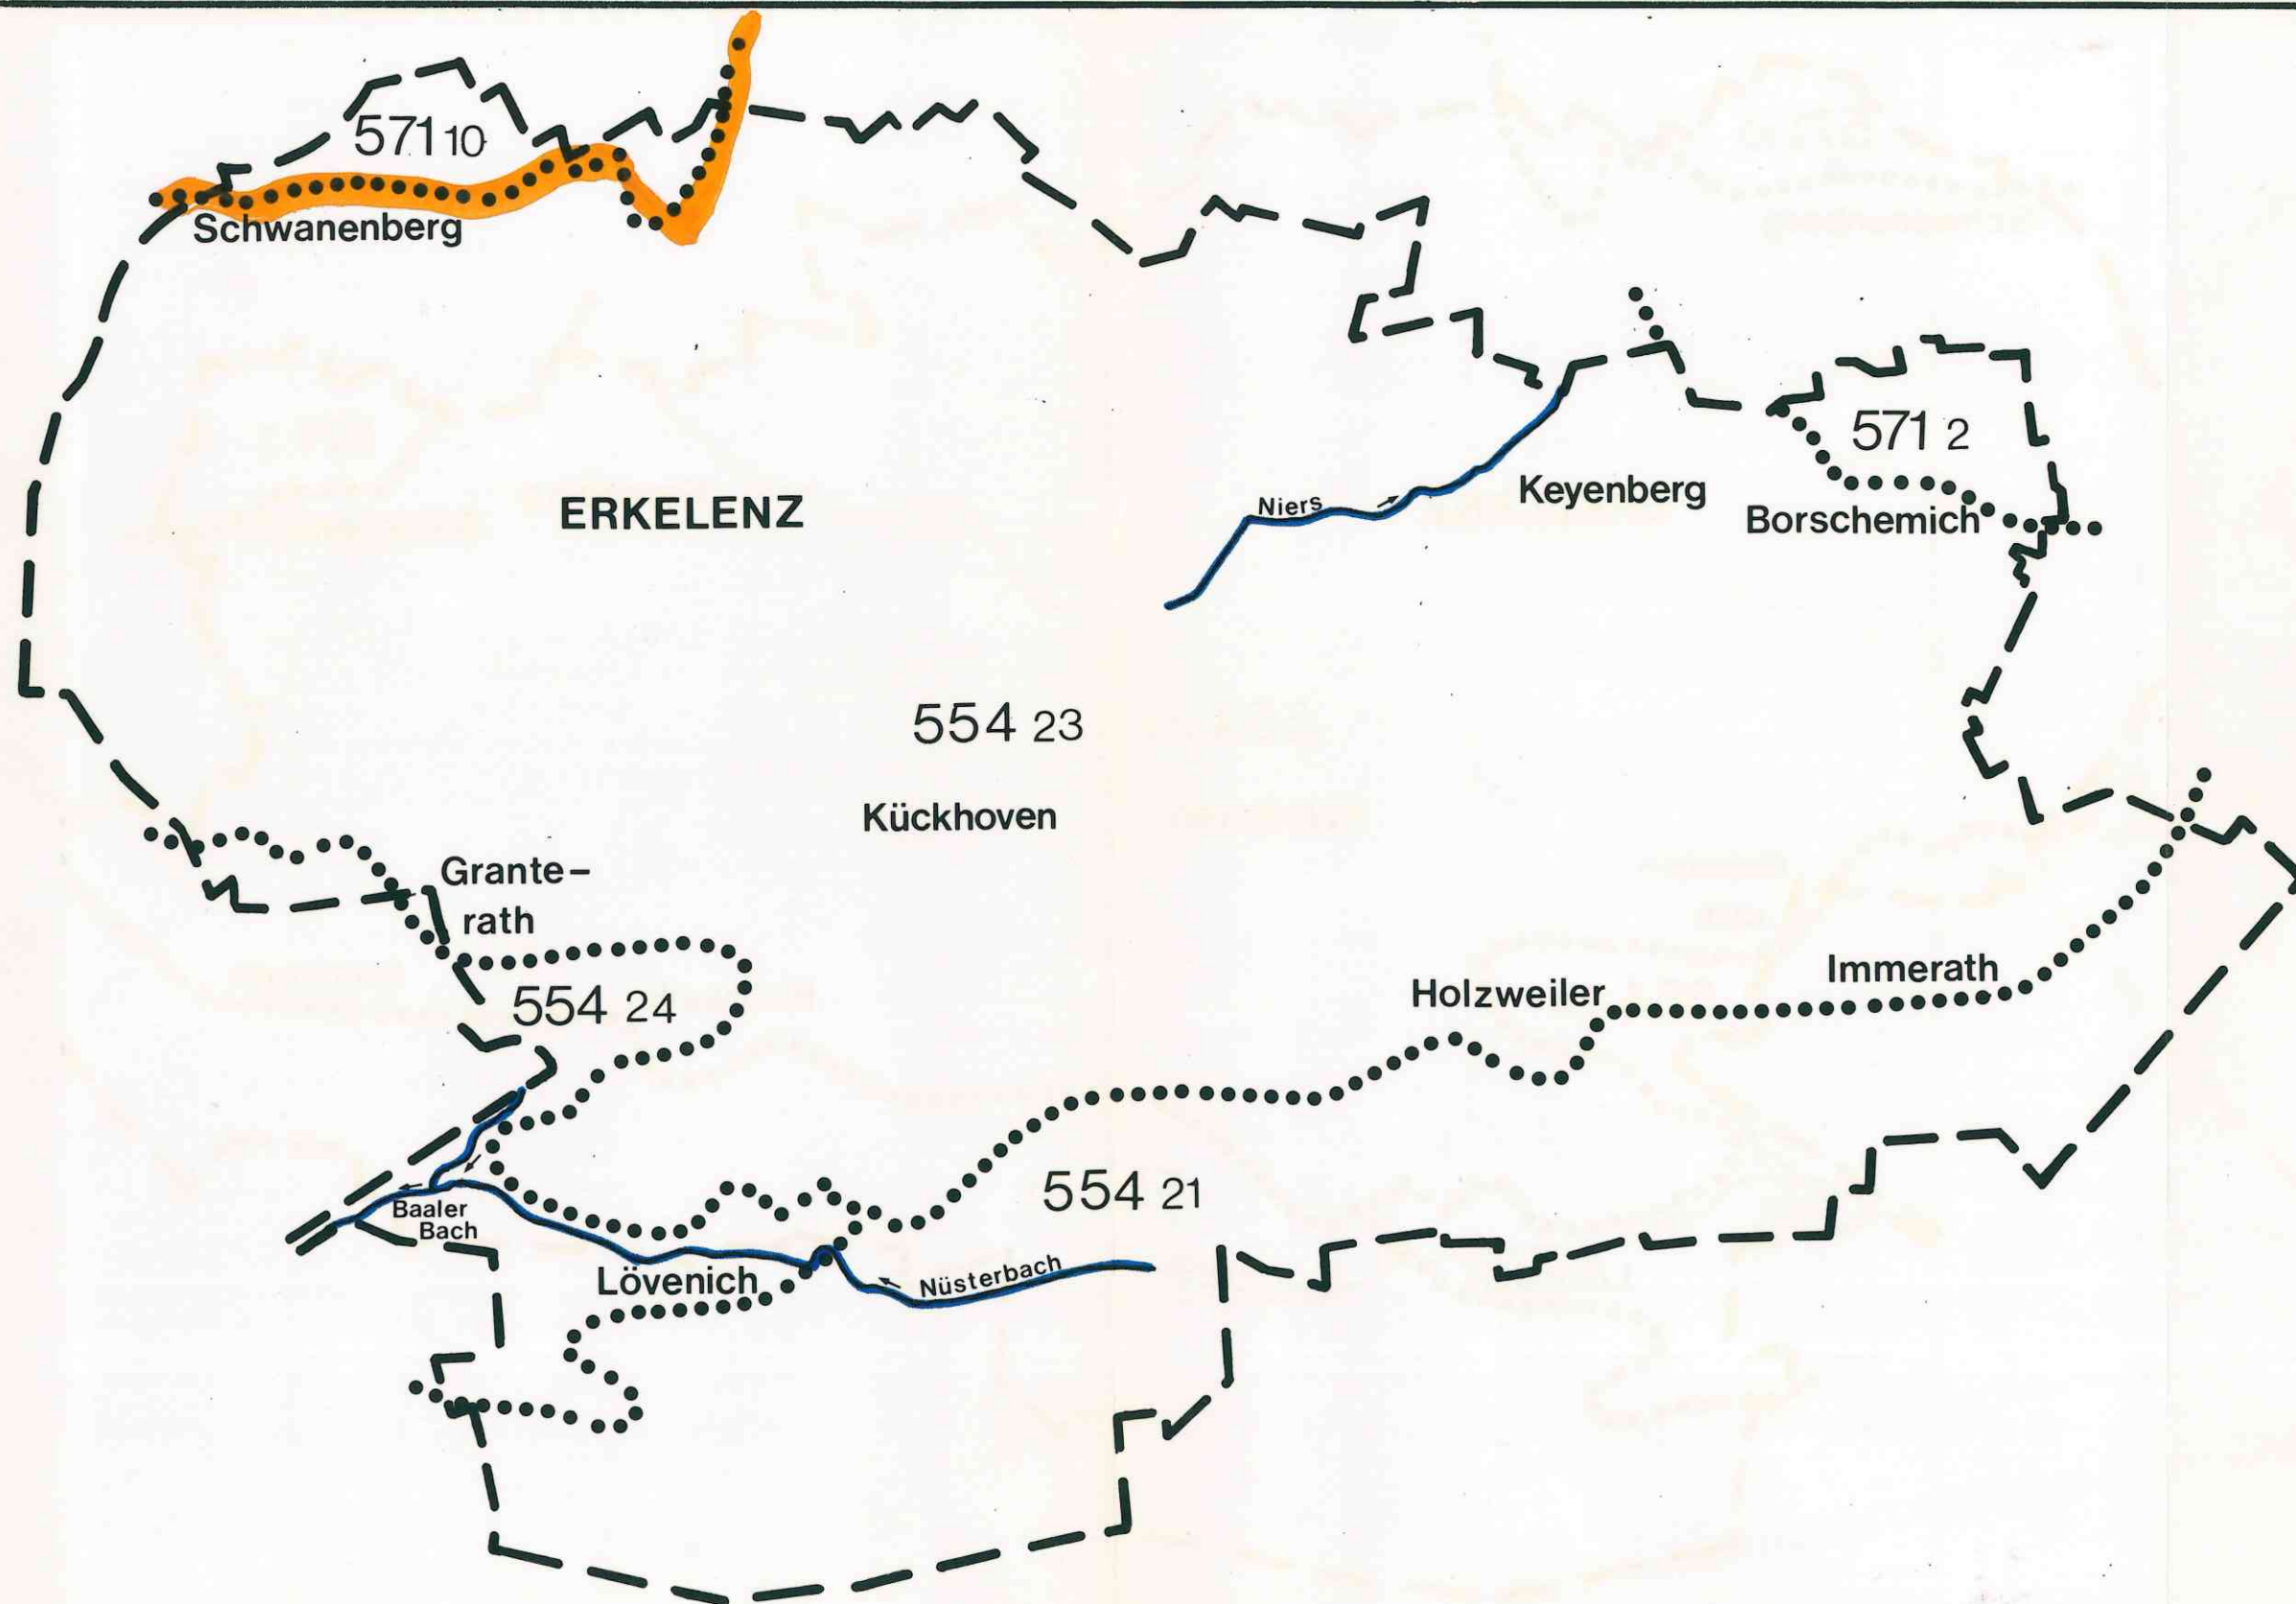 571 10
Schwanenberg
ERKELENZ
Niers
Keyenberg
571 2
Borschemich
554 23
Kückhoven
Grante–
rath
554 24
Holzweiler
Immerath
554 21
Baaler
Bach
Lövenich
Nüsterbach